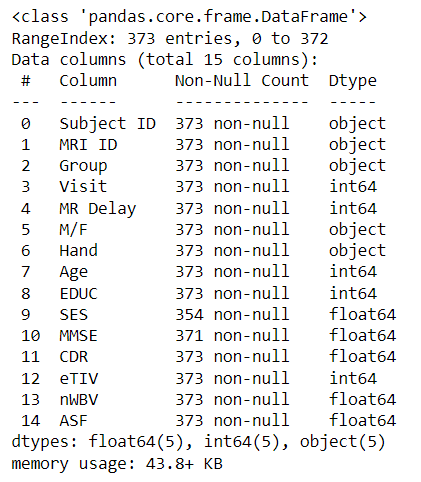 <class 'pandas.core.frame.DataFrame'>
RangeIndex: 373 entries, 0 to 372
Data columns (total 15 columns):
 #   Column      Non-Null Count  Dtype
---  ------      --------------  -----
 0   Subject ID  373 non-null    object
 1   MRI ID      373 non-null    object
 2   Group       373 non-null    object
 3   Visit       373 non-null    int64
 4   MR Delay    373 non-null    int64
 5   M/F         373 non-null    object
 6   Hand        373 non-null    object
 7   Age         373 non-null    int64
 8   EDUC        373 non-null    int64
 9   SES         354 non-null    float64
 10  MMSE        371 non-null    float64
 11  CDR         373 non-null    float64
 12  eTIV        373 non-null    int64
 13  nWBV        373 non-null    float64
 14  ASF         373 non-null    float64
dtypes: float64(5), int64(5), object(5)
memory usage: 43.8+ KB